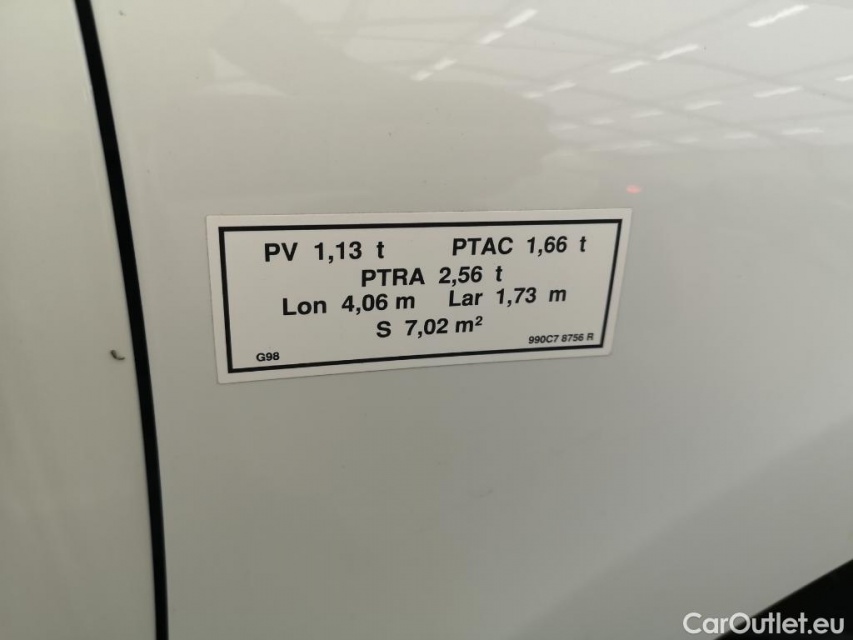 PV 1,13 t PTAC 1,66 t
PTRA 2,56 t
Lon 4,06 m Lar 1,73 m
S 7,02 m²
G98 990C7 8756 R
CarOutlet.eu